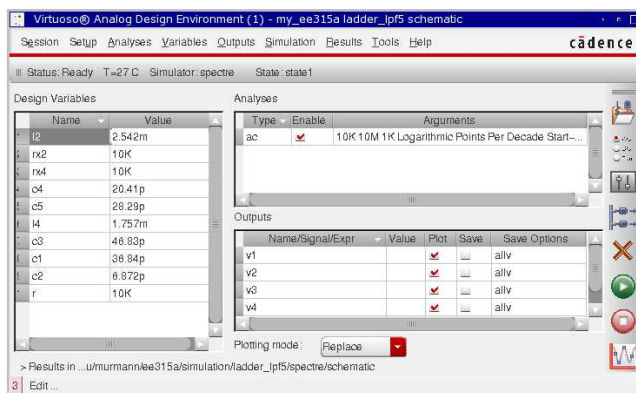 Virtuoso® Analog Design Environment (1) - my_ee315a ladder_lpf5 schematic
Session Setup Analyses Variables Outputs Simulation Results Tools Help cādence
Status: Ready T=27 C Simulator: spectre State: state1
Design Variables
Name Value
l2 2.542m
rx2 10K
rx4 10K
c4 20.41p
c5 28.29p
l4 1.757m
c3 46.83p
c1 36.84p
c2 6.872p
r 10K
Analyses
Type Enable Arguments
ac 10K 10M 1K Logarithmic Points Per Decade Start-...
Outputs
Name/Signal/Expr Value Plot Save Save Options
v1 allv
v2 allv
v3 allv
v4 allv
Plotting mode: Replace
> Results in ...u/murmann/ee315a/simulation/ladder_lpf5/spectre/schematic
3 Edit ...